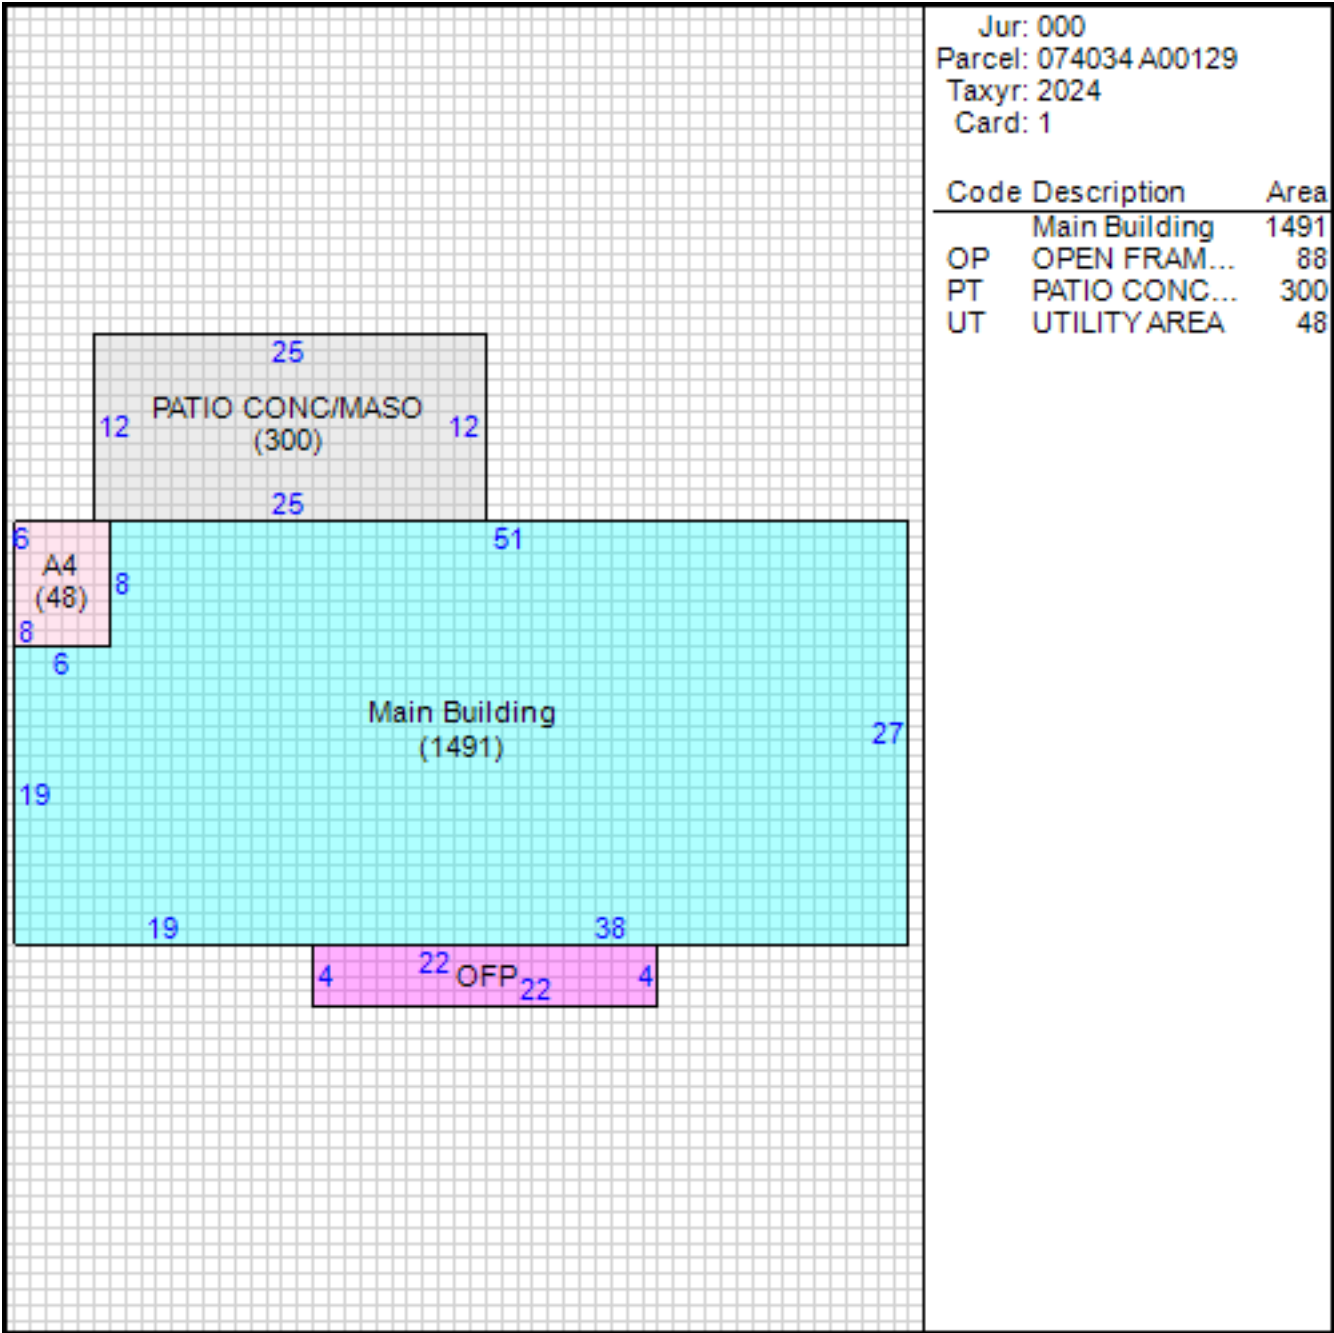 Jur: 000
Parcel: 074034 A00129
Taxyr: 2024
Card: 1
Code Description Area
Main Building 1491
OP OPEN FRAM... 88
PT PATIO CONC... 300
UT UTILITY AREA 48
25
PATIO CONC/MASO
12 12
(300)
25
6 51
A4
8
(48)
8
6
Main Building
27
(1491)
19
19 38
22
4 OFP 4
22